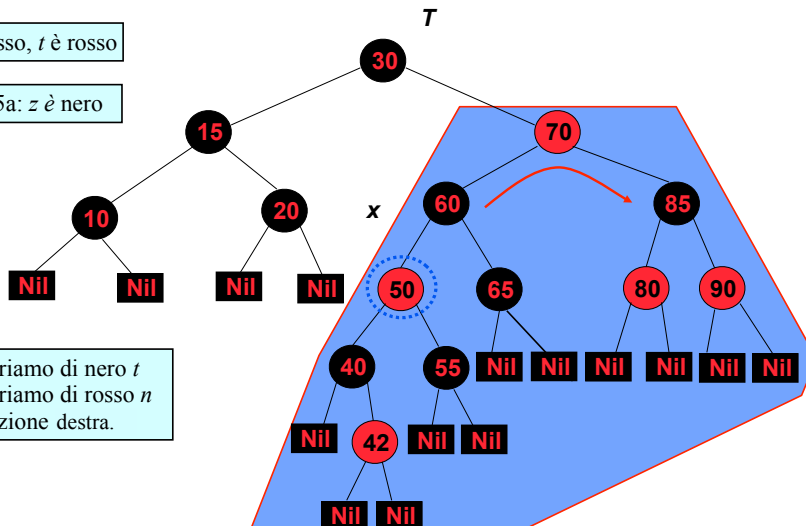 T
sso, t è rosso
30
5a: z è nero
15
70
10
20
x
60
85
Nil
Nil
Nil
Nil
50
65
80
90
riamo di nero t
riamo di rosso n
zione destra.
40
55
Nil
Nil
Nil
Nil
Nil
Nil
Nil
42
Nil
Nil
Nil
Nil